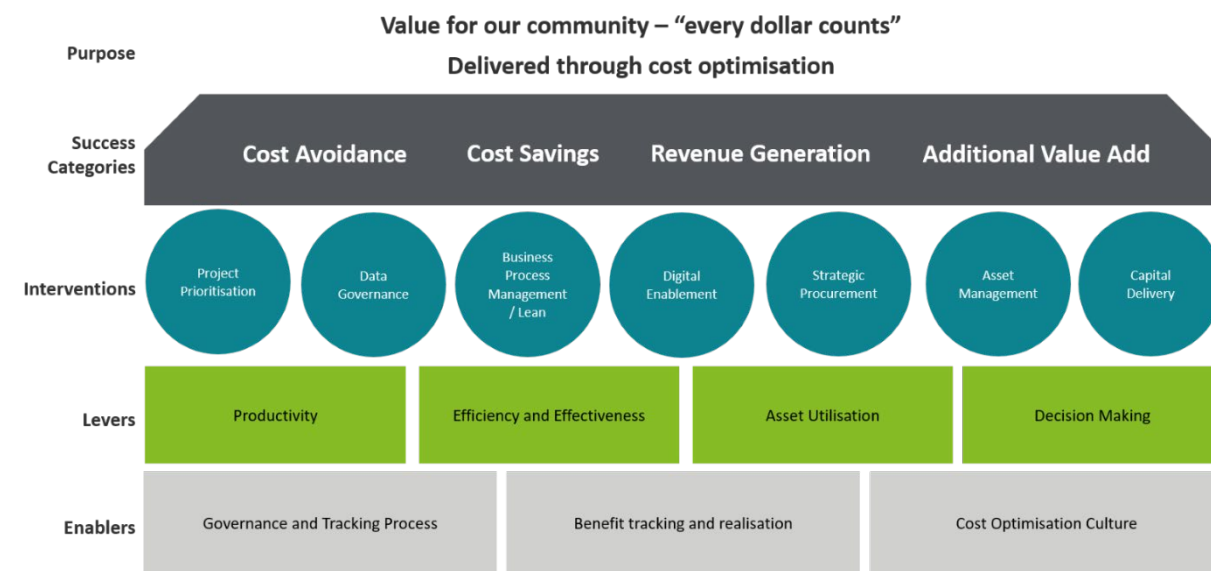 Value for our community – “every dollar counts”
Purpose
Delivered through cost optimisation
Success
Categories
Cost Avoidance
Cost Savings
Revenue Generation
Additional Value Add
Interventions
Project
Prioritisation
Data
Governance
Business
Process
Management
/ Lean
Digital
Enablement
Strategic
Procurement
Asset
Management
Capital
Delivery
Levers
Productivity
Efficiency and Effectiveness
Asset Utilisation
Decision Making
Enablers
Governance and Tracking Process
Benefit tracking and realisation
Cost Optimisation Culture